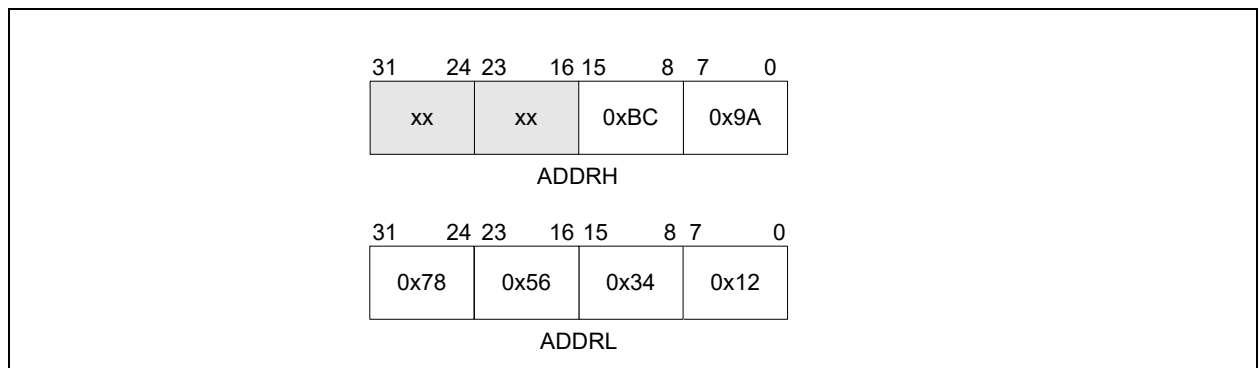 31 24 23 16 15 8 7 0
xx xx 0xBC 0x9A
ADDRH
31 24 23 16 15 8 7 0
0x78 0x56 0x34 0x12
ADDRL